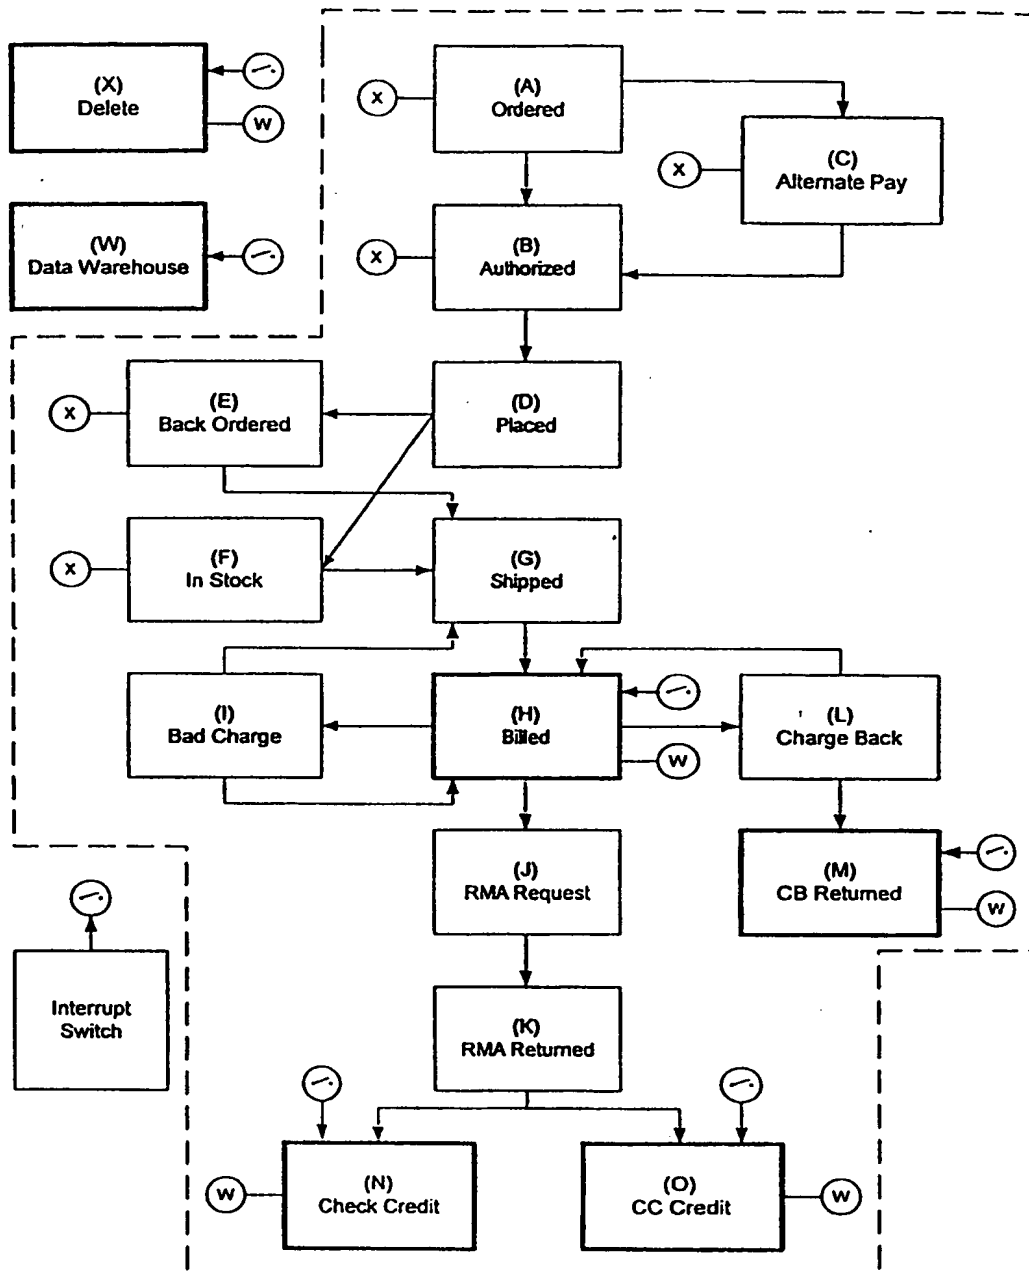 (X)
Delete
W
(A)
Ordered
X
(C)
Alternate Pay
X
(W)
Data Warehouse
(B)
Authorized
X
(E)
Back Ordered
X
(D)
Placed
(F)
In Stock
X
(G)
Shipped
(I)
Bad Charge
(H)
Billed
W
(L)
Charge Back
(J)
RMA Request
(M)
CB Returned
W
Interrupt
Switch
(K)
RMA Returned
W
(N)
Check Credit
(O)
CC Credit
W